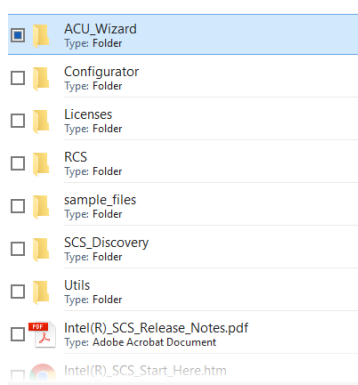 ACU_Wizard
Type: Folder
Configurator
Type: Folder
Licenses
Type: Folder
RCS
Type: Folder
sample_files
Type: Folder
SCS_Discovery
Type: Folder
Utils
Type: Folder
PDF
Intel(R)_SCS_Release_Notes.pdf
Type: Adobe Acrobat Document
Intel(R)_SCS_Start_Here.htm